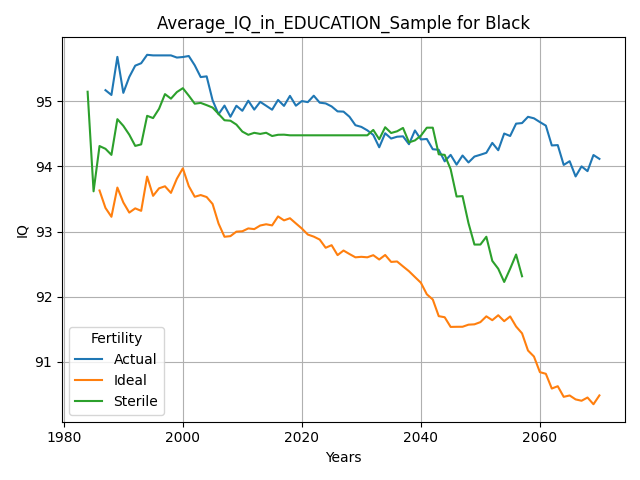 Average_IQ_in_EDUCATION_Sample for Black
IQ
95
94
93
92
91
1980
2000
2020
2040
2060
Years
Fertility
Actual
Ideal
Sterile